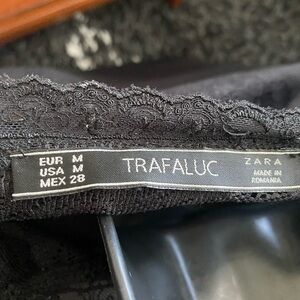 EUR M
USA M
MEX 28
TRAFALUC
ZARA
MADE IN
ROMANIA